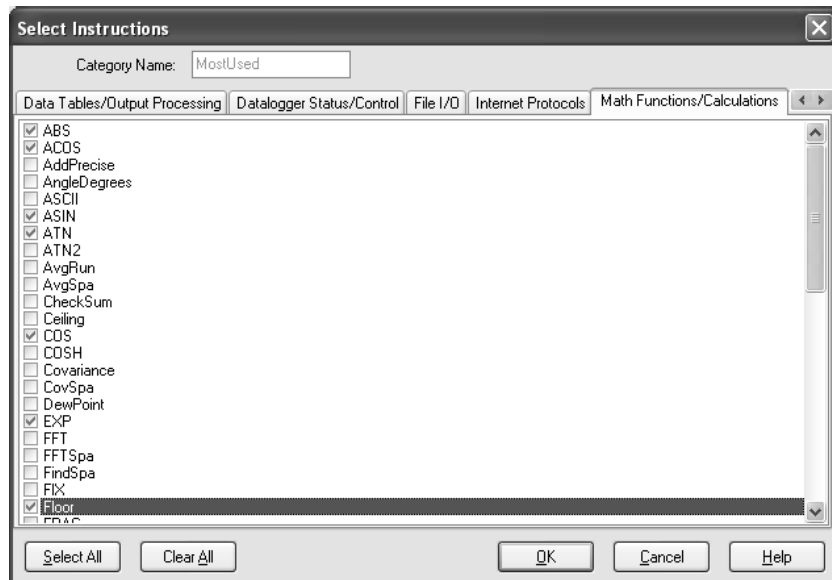 Select Instructions
Category Name: MostUsed
Data Tables/Output Processing Datalogger Status/Control File I/O Internet Protocols Math Functions/Calculations
ABS
ACOS
AddPrecise
AngleDegrees
ASCII
ASIN
ATN
ATN2
AvgRun
AvgSpa
CheckSum
Ceiling
COS
COSH
Covariance
CovSpa
DewPoint
EXP
FFT
FFTSpa
FindSpa
FIX
Floor
Select All Clear All OK Cancel Help